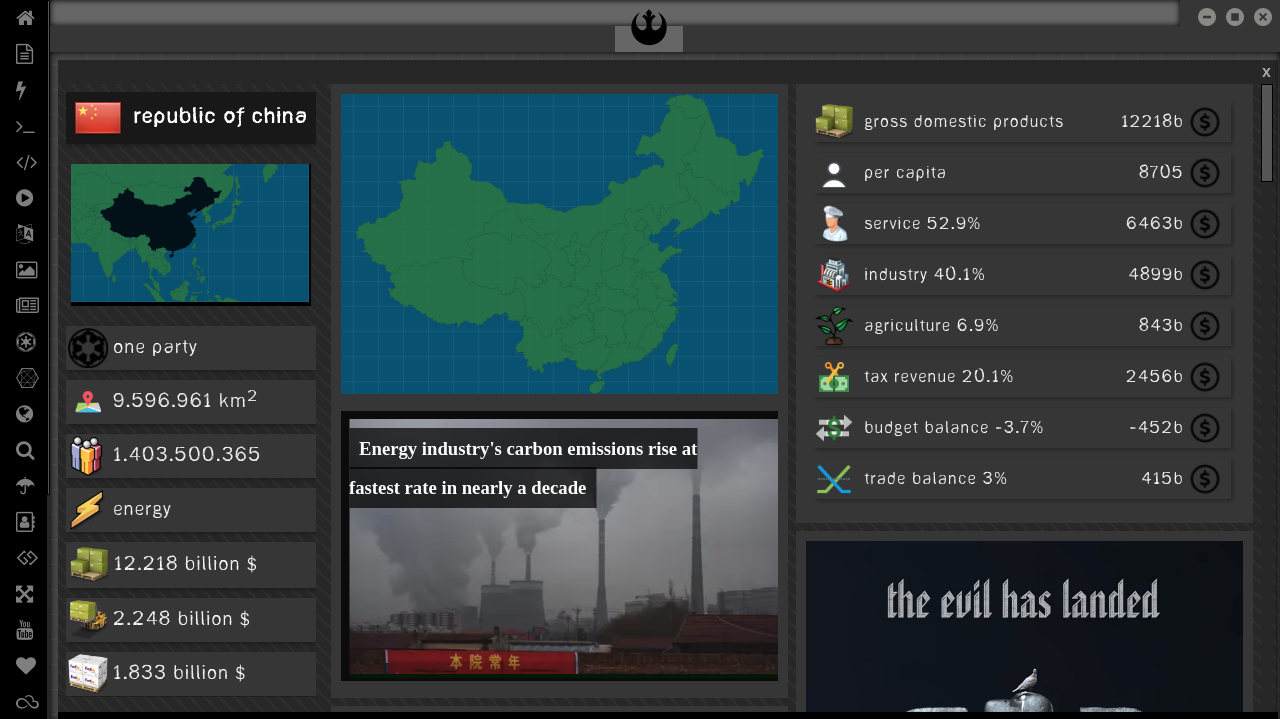 republic of china
one party
9.596.961 km²
1.403.500.365
energy
12.218 billion $
2.248 billion $
1.833 billion $
Energy industry's carbon emissions rise at
fastest rate in nearly a decade
本院常年
x
gross domestic products 12218b $
per capita 8705 $
service 52.9% 6463b $
industry 40.1% 4899b $
agriculture 6.9% 843b $
tax revenue 20.1% 2456b $
budget balance -3.7% -452b $
trade balance 3% 415b $
the evil has landed
You
Tube